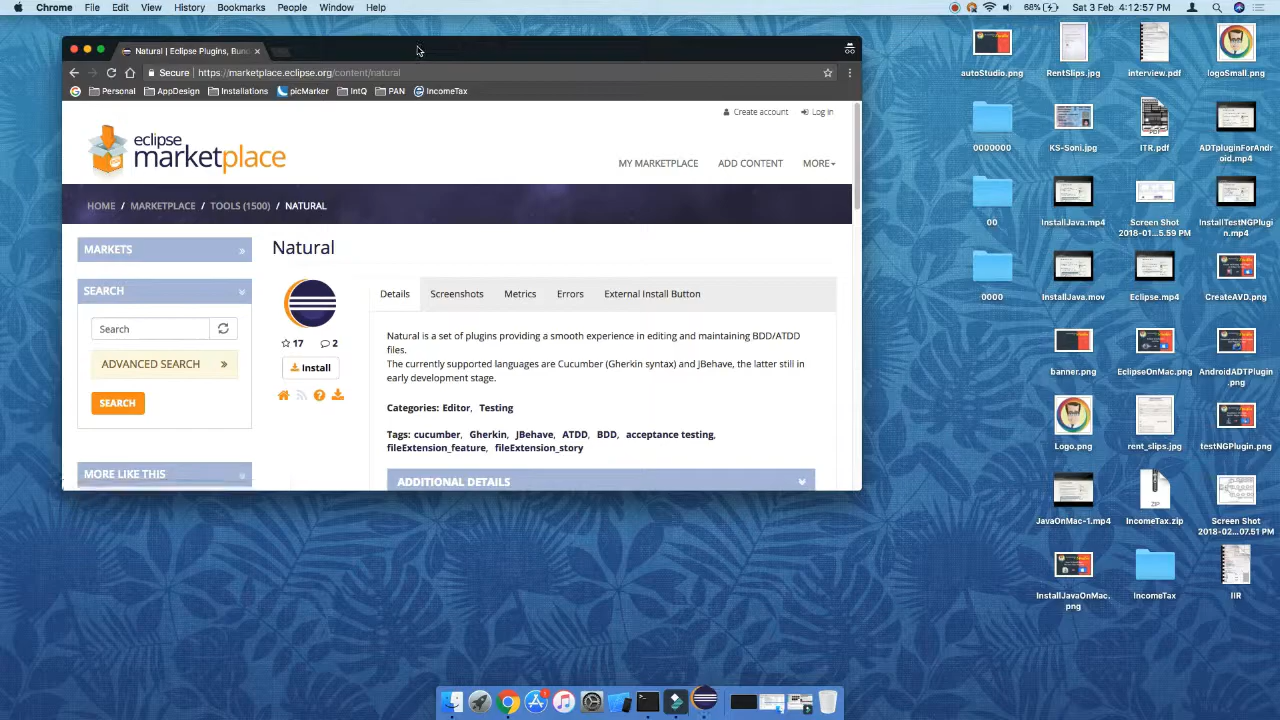 Chrome File Edit View History Bookmarks People Window Help
68% Sat 3 Feb 4:12:57 PM
Natural | Eclipse Plugins, Bund
Secure https://marketplace.eclipse.org/content/natural
Personal AppDesign Installations picMarker IntQ PAN IncomeTax
Create account Log in
eclipse
marketplace
MY MARKETPLACE ADD CONTENT MORE
HOME / MARKETPLACE / TOOLS (1500) / NATURAL
MARKETS
SEARCH
Search
ADVANCED SEARCH
SEARCH
MORE LIKE THIS
Natural
17 2
Install
Details Screenshots Metrics Errors External Install Button
Natural is a set of plugins providing a smooth experience in editing and maintaining BDD/ATDD
files.
The currently supported languages are Cucumber (Gherkin syntax) and JBehave, the latter still in
early development stage.
Categories: Editor, Testing
Tags: cucumber, Gherkin, JBehave, ATDD, BDD, acceptance testing,
fileExtension_feature, fileExtension_story
ADDITIONAL DETAILS
autoStudio.png RentSlips.jpg interview.pdf logoSmall.png
0000000 KS-Soni.jpg ITR.pdf ADTpluginForAndr
oid.mp4
00 InstallJava.mp4 Screen Shot
2018-01...5.59 PM InstallTestNGPlugi
n.mp4
0000 InstallJava.mov Eclipse.mp4 CreateAVD.png
banner.png EclipseOnMac.png AndroidADTPlugin
.png
Logo.png rent_slips.jpg testNGPlugin.png
JavaOnMac-1.mp4 IncomeTax.zip Screen Shot
2018-02...07.51 PM
InstallJavaOnMac.
png IncomeTax IIR